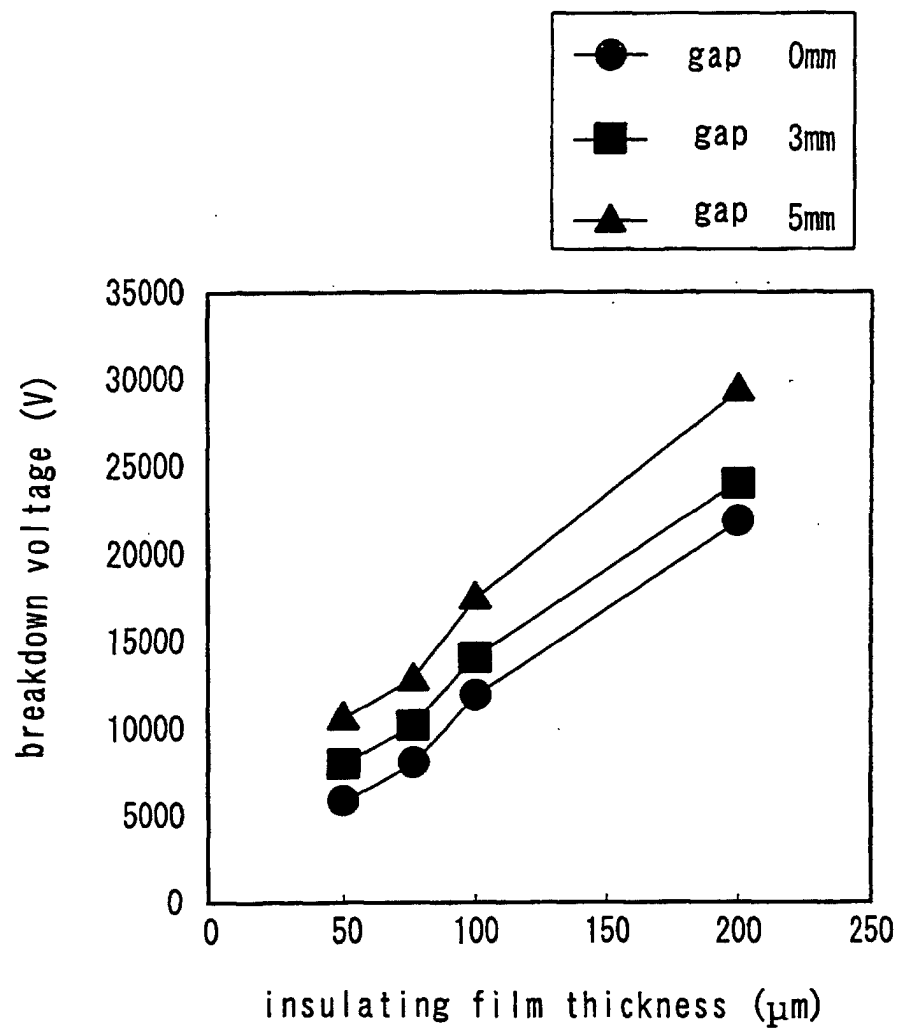 gap 0mm
gap 3mm
gap 5mm
35000
30000
25000
20000
15000
10000
5000
0
breakdown voltage (V)
0 50 100 150 200 250
insulating film thickness (μm)